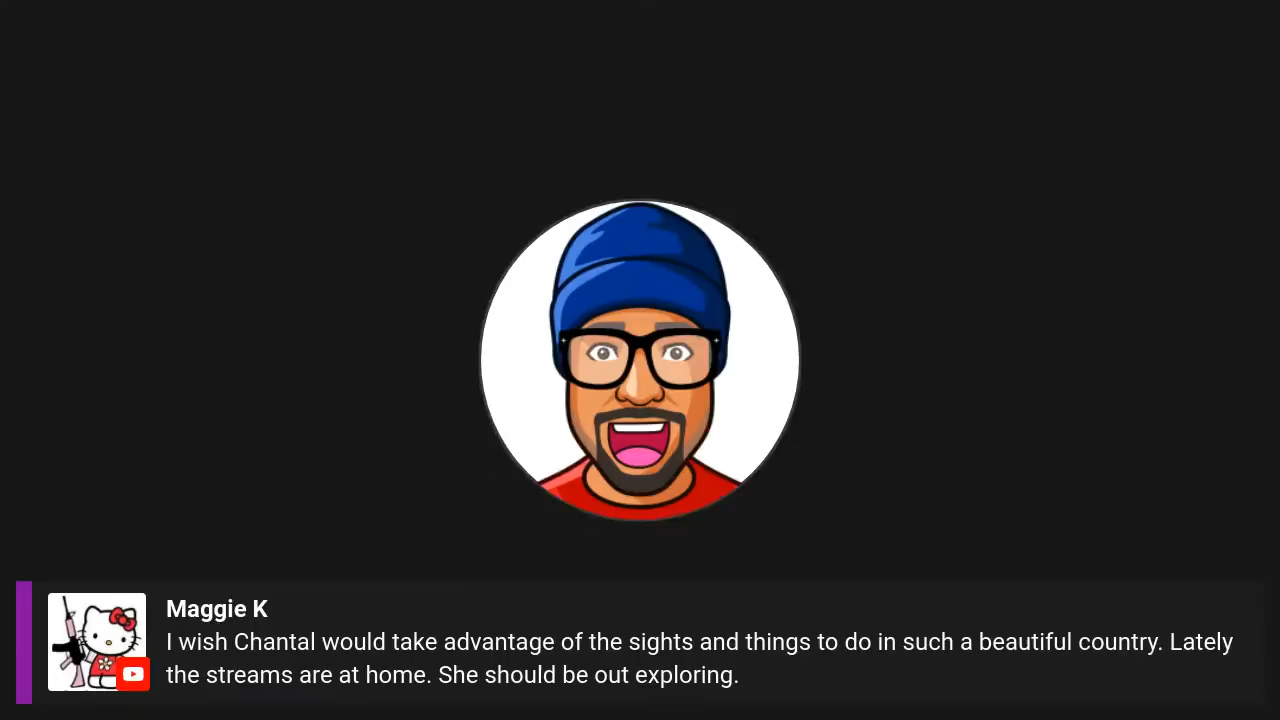 Maggie K
I wish Chantal would take advantage of the sights and things to do in such a beautiful country. Lately
the streams are at home. She should be out exploring.